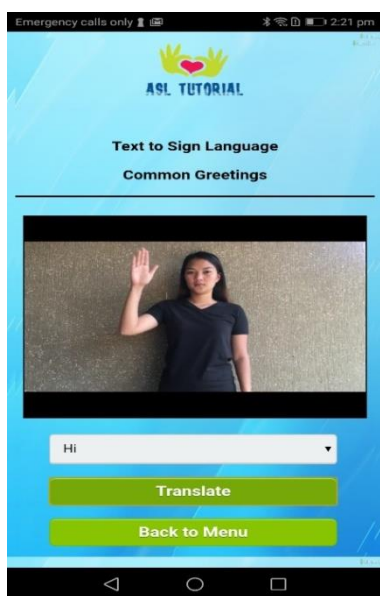 Emergency calls only
2:21 pm
ASL TUTORIAL
Text to Sign Language
Common Greetings
Hi
Translate
Back to Menu